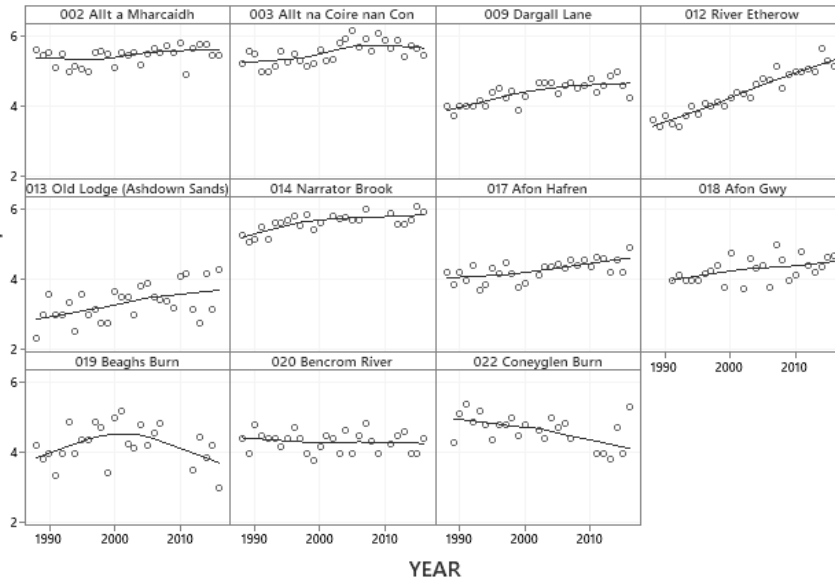 002 Allt a Mharcaidh 003 Allt na Coire nan Con 009 Dargall Lane 012 River Etherow
6
4
2
013 Old Lodge (Ashdown Sands) 014 Narrator Brook 017 Afon Hafren 018 Afon Gwy
6
4
2
019 Beaghs Burn 020 Bencrom River 022 Coneyglen Burn 1990 2000 2010
6
4
2
1990 2000 2010 1990 2000 2010 1990 2000 2010
YEAR